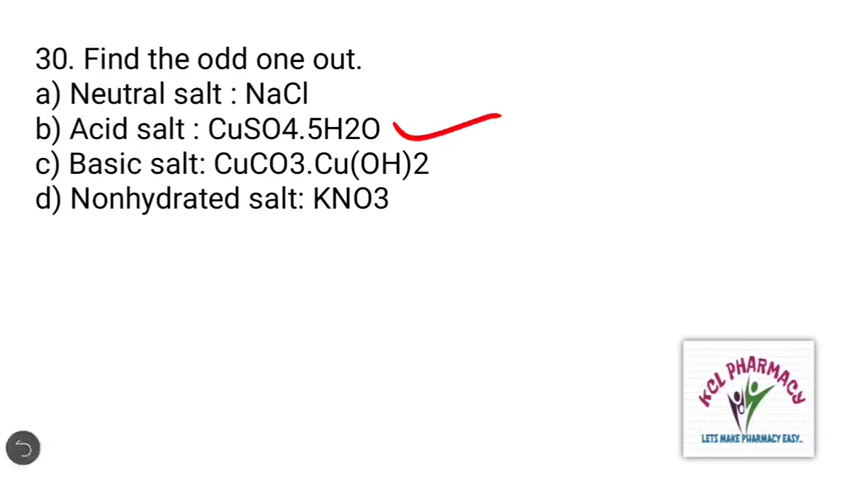 30. Find the odd one out.
a) Neutral salt : NaCl
b) Acid salt : CuSO4.5H2O
c) Basic salt: CuCO3.Cu(OH)2
d) Nonhydrated salt: KNO3
KCL PHARMACY
LETS MAKE PHARMACY EASY..